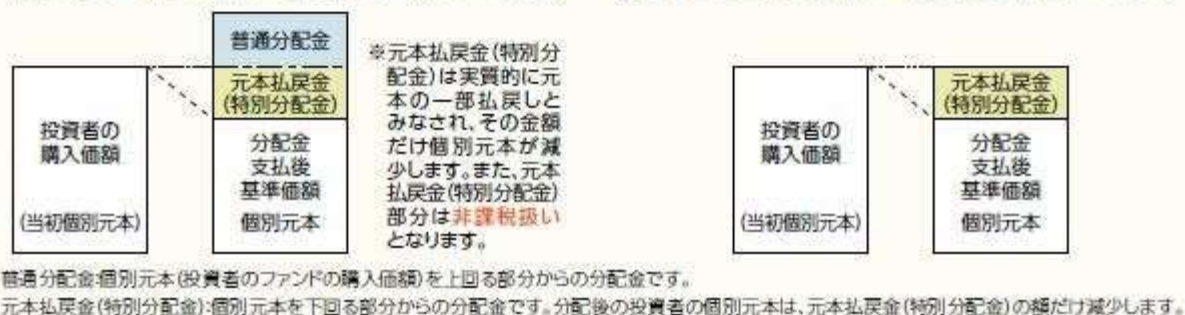 普通分配金
元本払戻金
(特別分配金)
投資者の
購入価額
(当初個別元本)
分配金
支払後
基準価額
個別元本
※元本払戻金(特別分
配金)は実質的に元
本の一部払戻しと
みなされ、その金額
だけ個別元本が減
少します。また、元本
払戻金(特別分配金)
部分は非課税扱い
となります。
元本払戻金
(特別分配金)
投資者の
購入価額
(当初個別元本)
分配金
支払後
基準価額
個別元本
普通分配金:個別元本(投資者のファンドの購入価額)を上回る部分からの分配金です。
元本払戻金(特別分配金):個別元本を下回る部分からの分配金です。分配後の投資者の個別元本は、元本払戻金(特別分配金)の額だけ減少します。